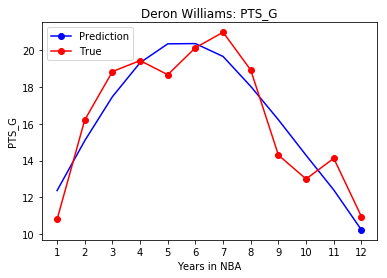 Deron Williams: PTS_G
Prediction
True
PTS_G
20
18
16
14
12
10
1 2 3 4 5 6 7 8 9 10 11 12
Years in NBA